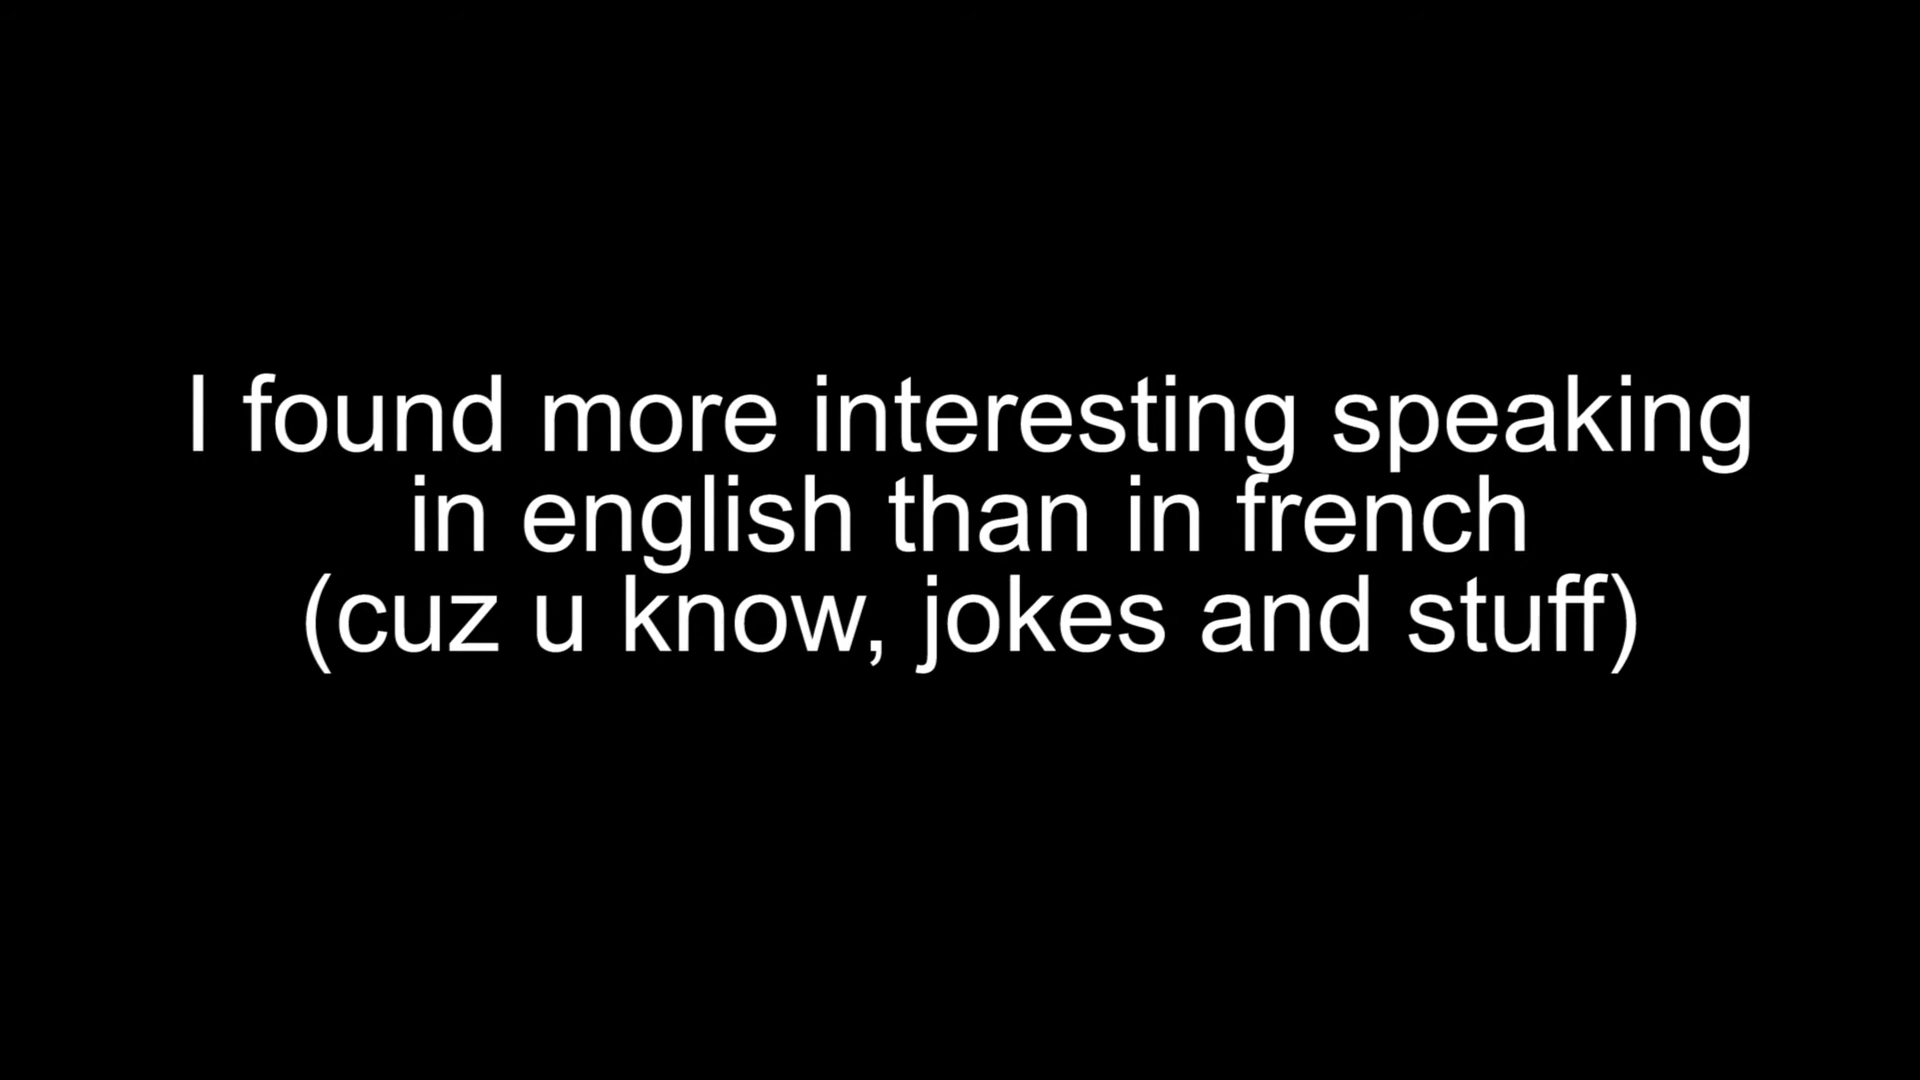 I found more interesting speaking
in english than in french
(cuz u know, jokes and stuff)